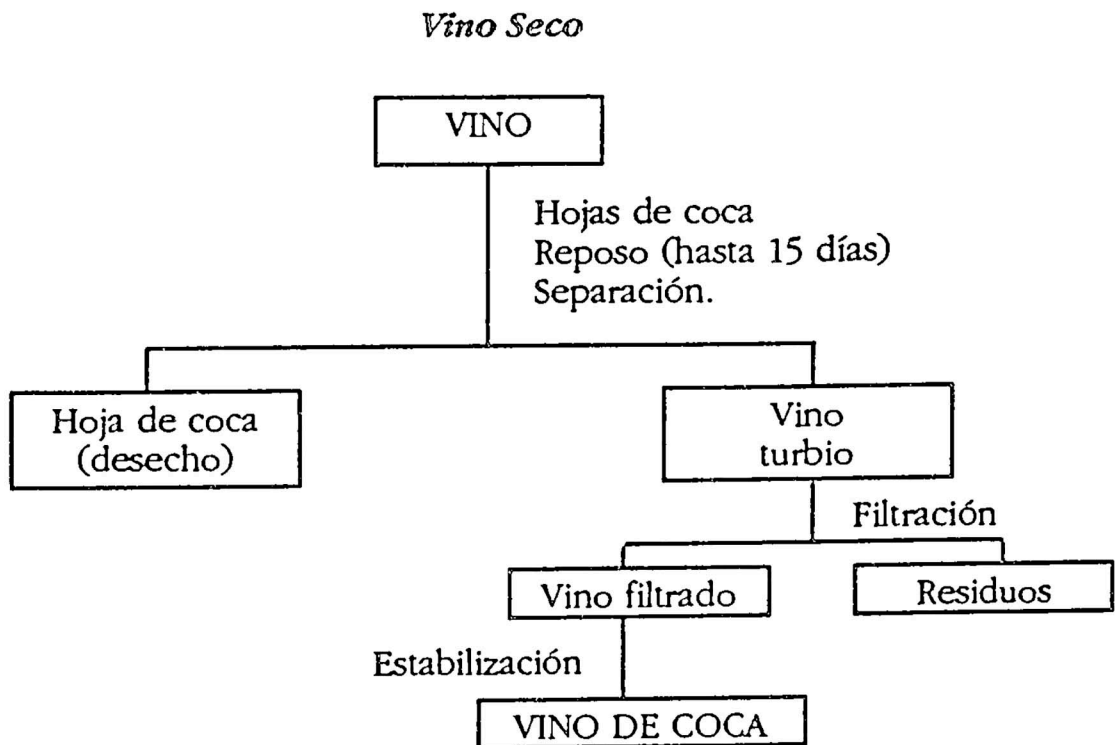 Vino Seco
VINO
Hojas de coca
Reposo (hasta 15 días)
Separación.
Hoja de coca
(desecho)
Vino
turbio
Filtración
Vino filtrado
Residuos
Estabilización
VINO DE COCA